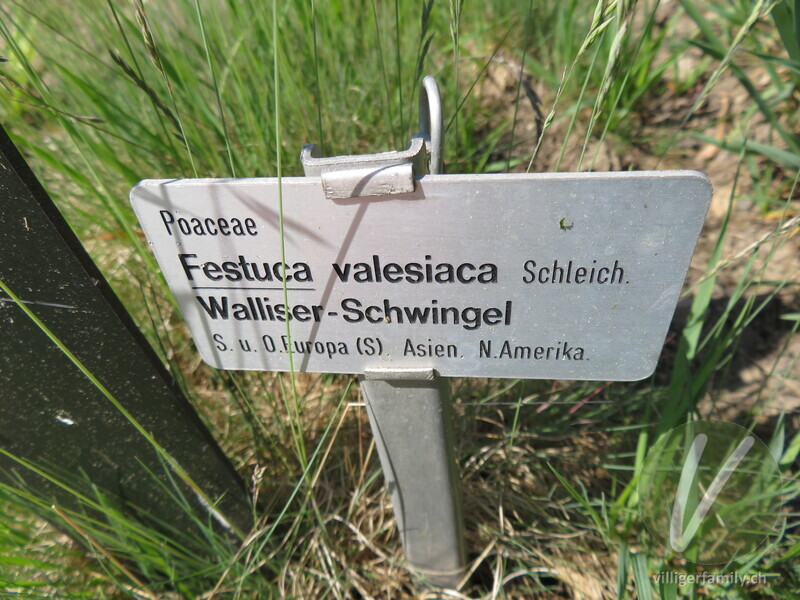 Poaceae
Festuca valesiaca Schleich.
Walliser-Schwingel
S. u. O.Europa (S). Asien. N.Amerika.
V
villigerfamily.ch